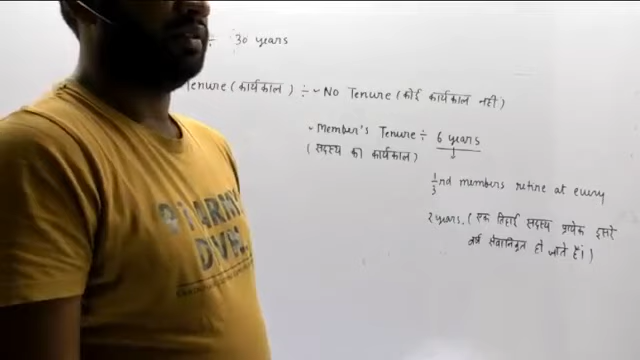 ÷ 30 years
Tenure (कार्यकाल) ÷ - No Tenure (कोई कार्यकाल नहीं)
- Member's Tenure ÷ 6 years
(सदस्य का कार्यकाल)
1/3nd members retire at every
2 years. (एक तिहाई सदस्य प्रत्येक दूसरे
वर्ष सेवानिवृत हो जाते हैं।)
ARMY